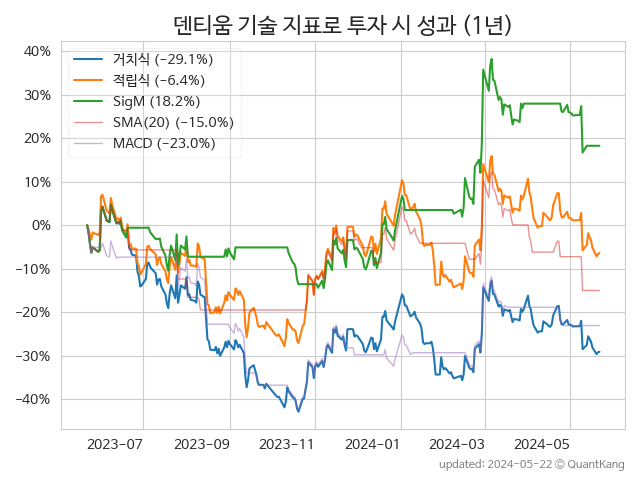 덴티움 기술 지표로 투자 시 성과 (1년)
40%
30%
20%
10%
0%
−10%
−20%
−30%
−40%
거치식 (−29.1%)
적립식 (−6.4%)
SigM (18.2%)
SMA(20) (−15.0%)
MACD (−23.0%)
2023−07
2023−09
2023−11
2024−01
2024−03
2024−05
updated: 2024−05−22 © QuantKang